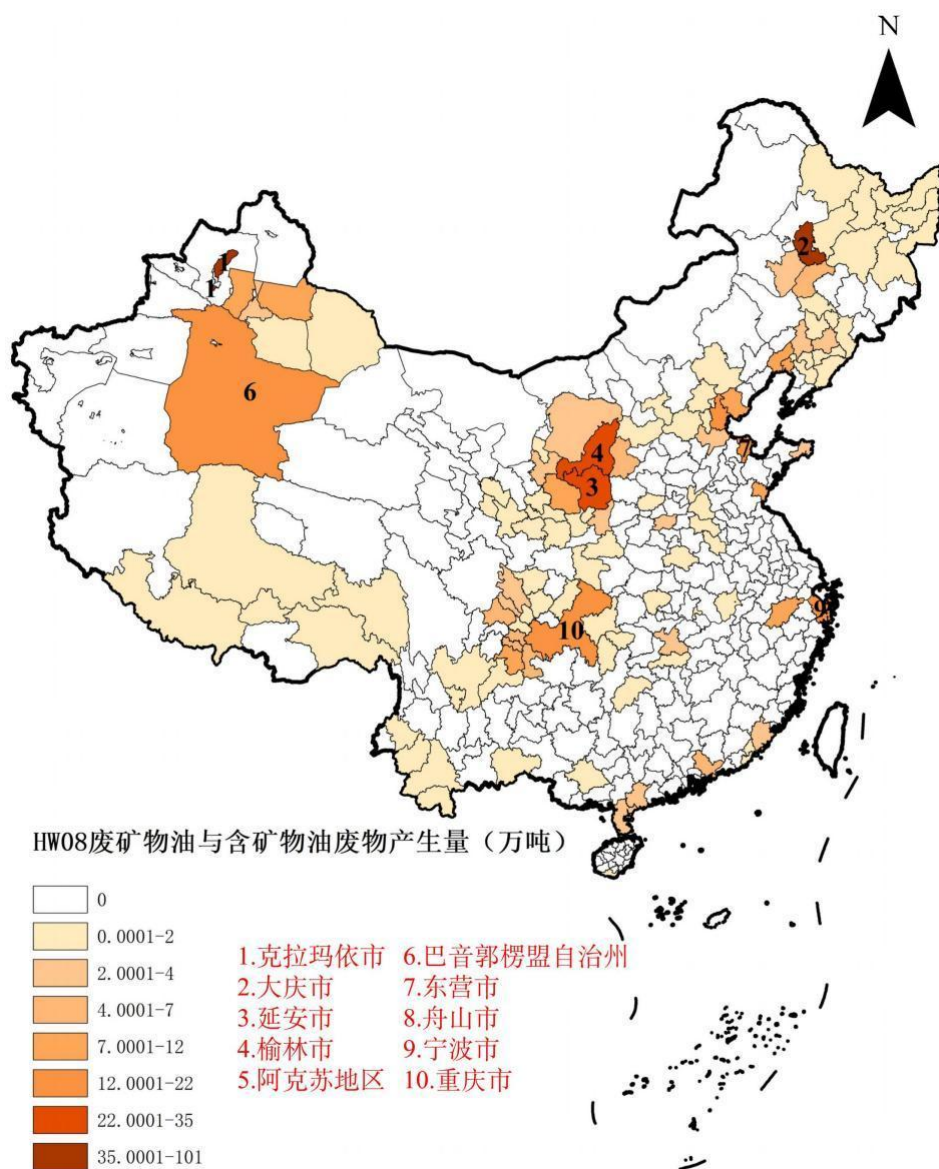 N
1
1
2
6
4
3
7
9
10
HW08废矿物油与含矿物油废物产生量（万吨）
0
0.0001-2
2.0001-4
4.0001-7
7.0001-12
12.0001-22
22.0001-35
35.0001-101
1.克拉玛依市 6.巴音郭楞盟自治州
2.大庆市 7.东营市
3.延安市 8.舟山市
4.榆林市 9.宁波市
5.阿克苏地区 10.重庆市